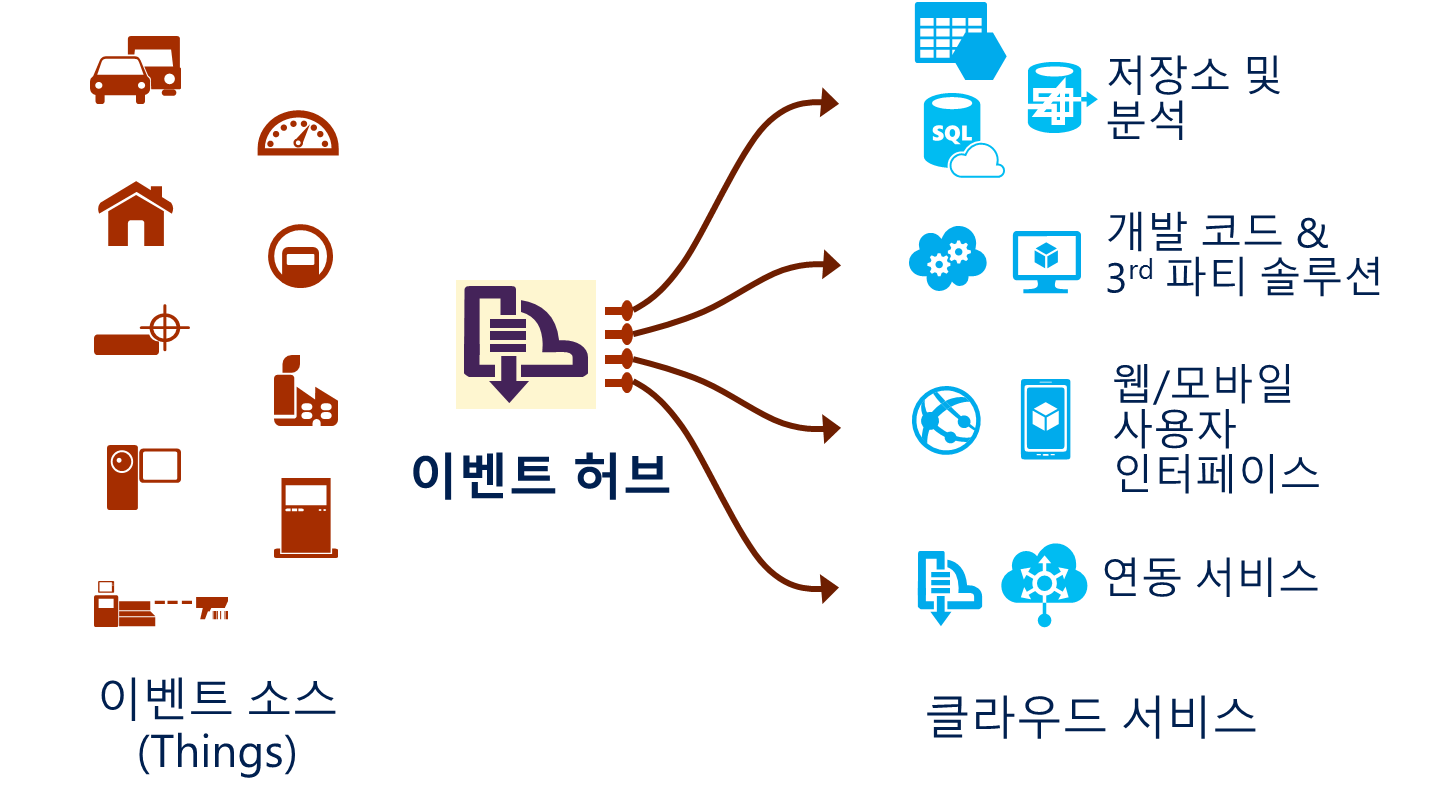 이벤트 소스
(Things)
이벤트 허브
SQL
저장소 및
분석
개발 코드 &
3rd 파티 솔루션
웹/모바일
사용자
인터페이스
연동 서비스
클라우드 서비스